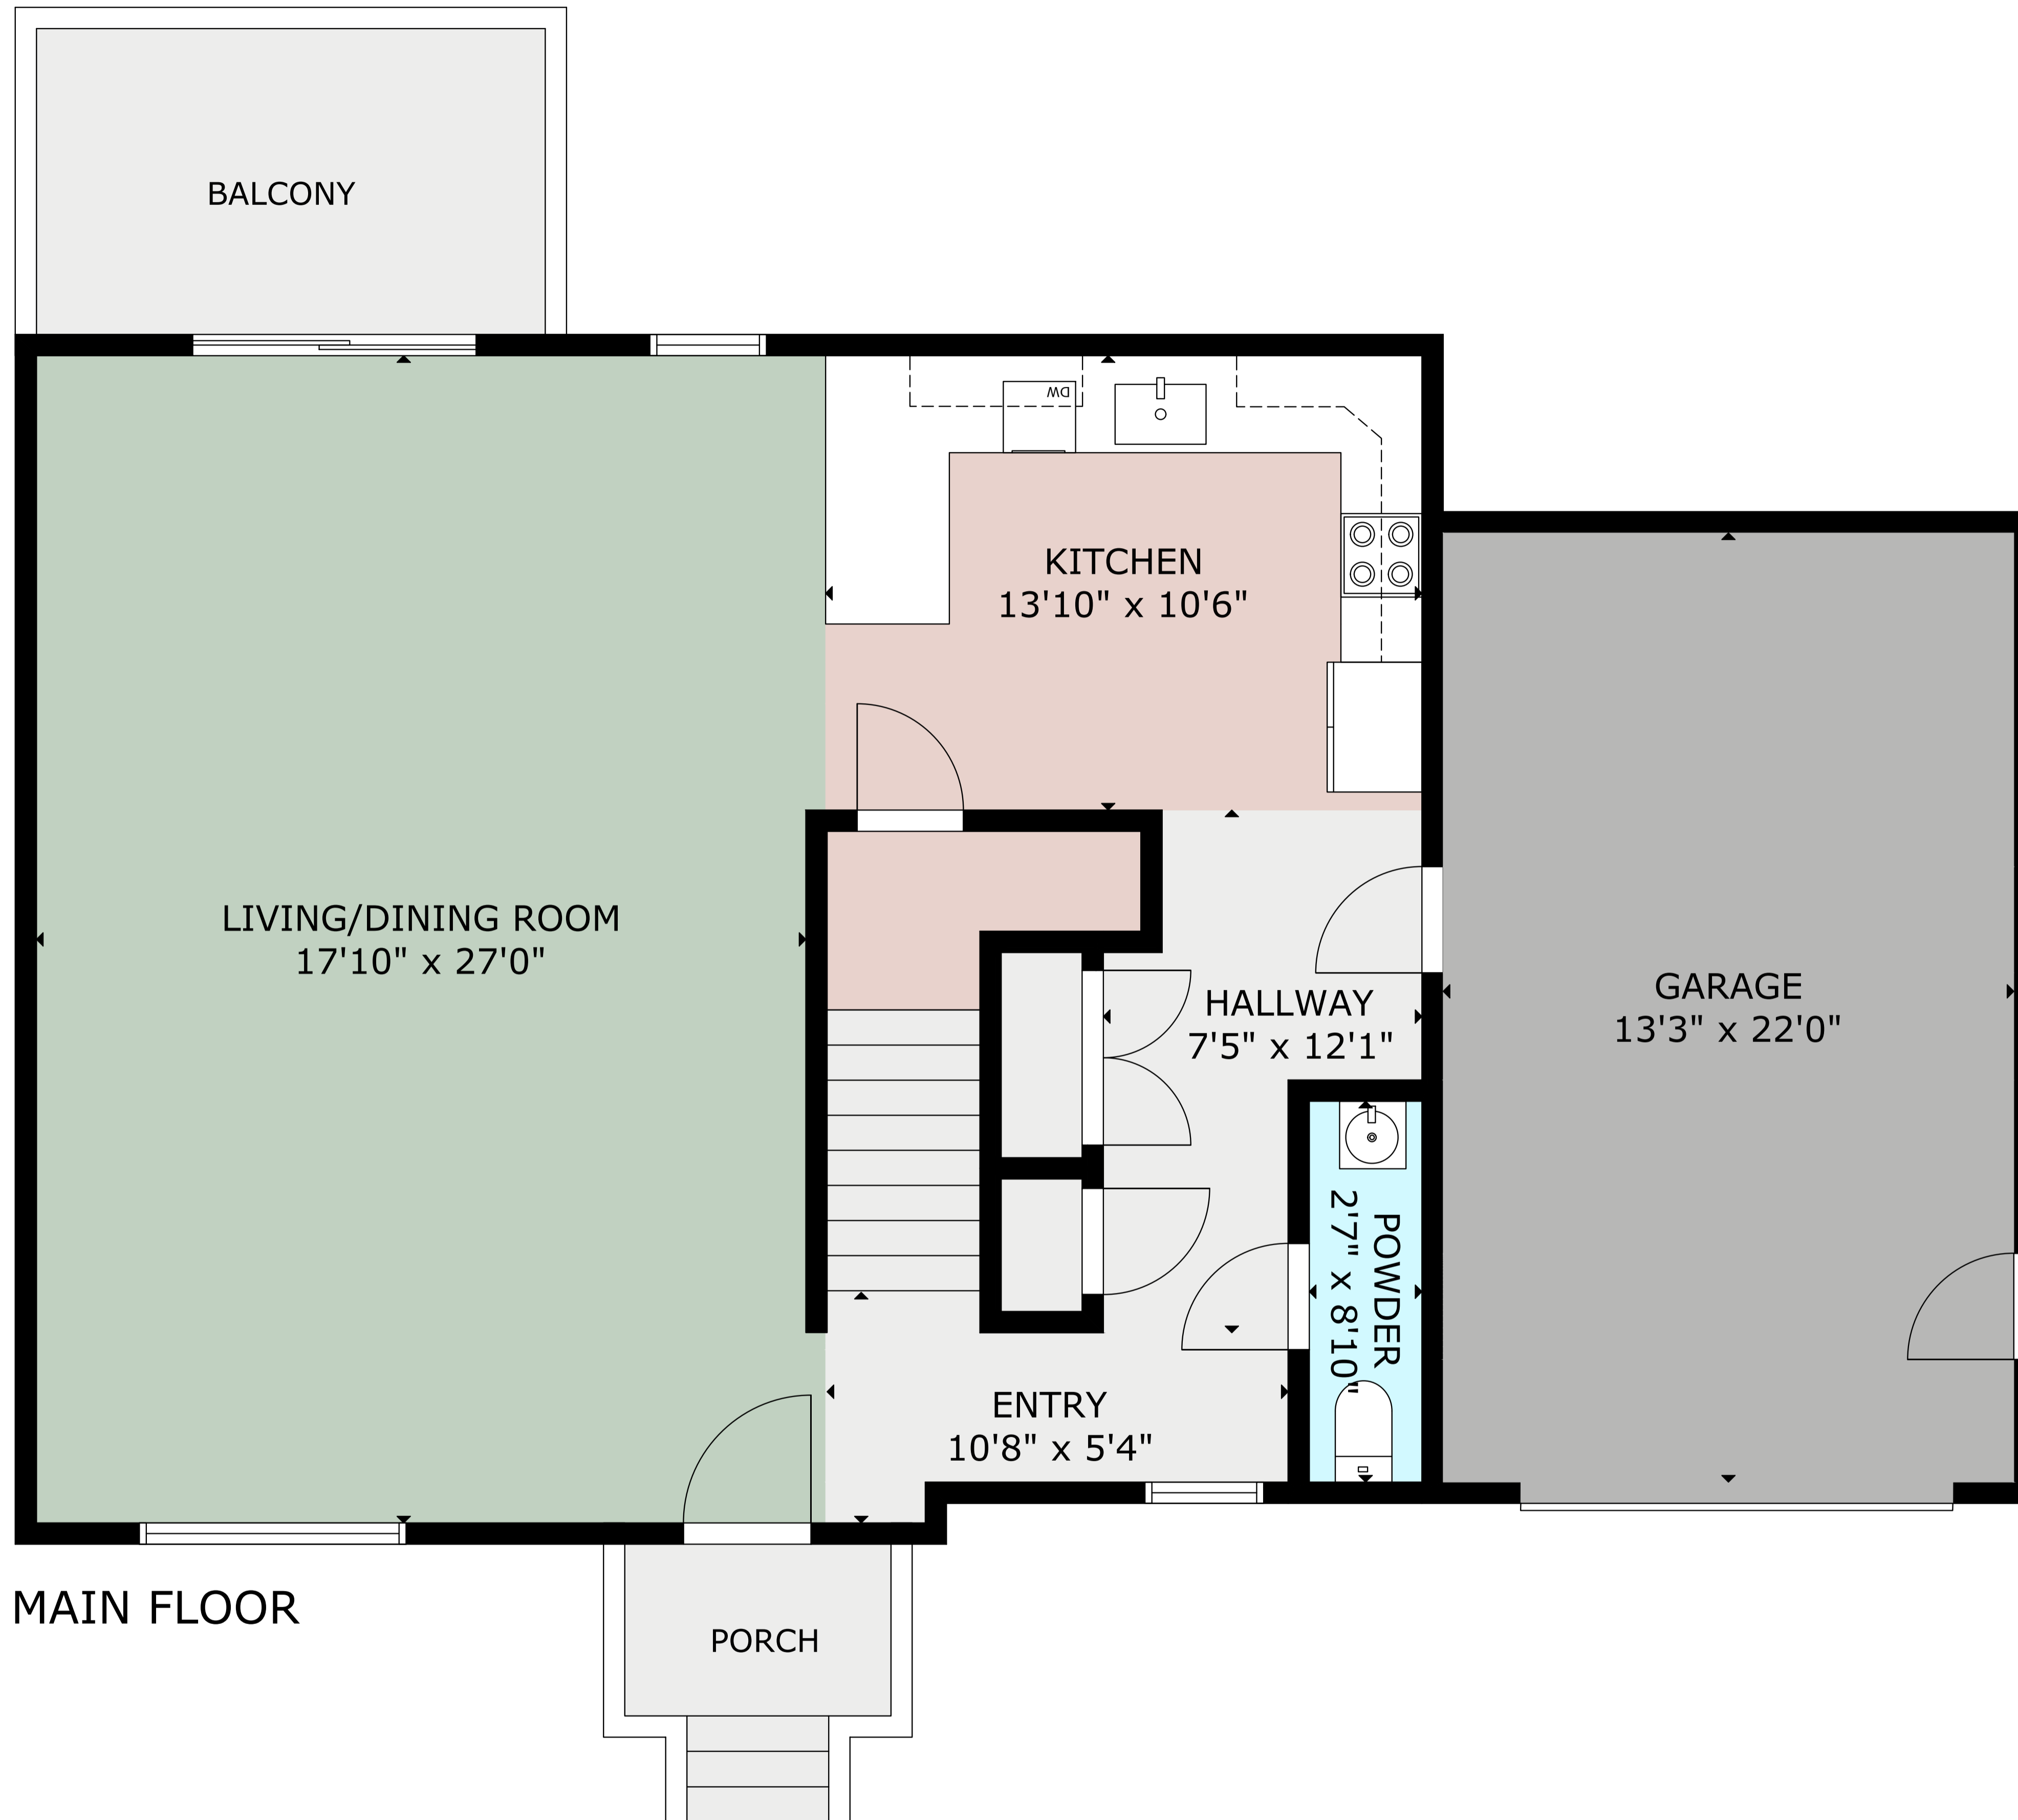 BALCONY
DW
KITCHEN
13'10" x 10'6"
LIVING/DINING ROOM
17'10" x 27'0"
HALLWAY
7'5" x 12'1"
GARAGE
13'3" x 22'0"
POWDER
2'7" x 8'10"
ENTRY
10'8" x 5'4"
MAIN FLOOR
PORCH